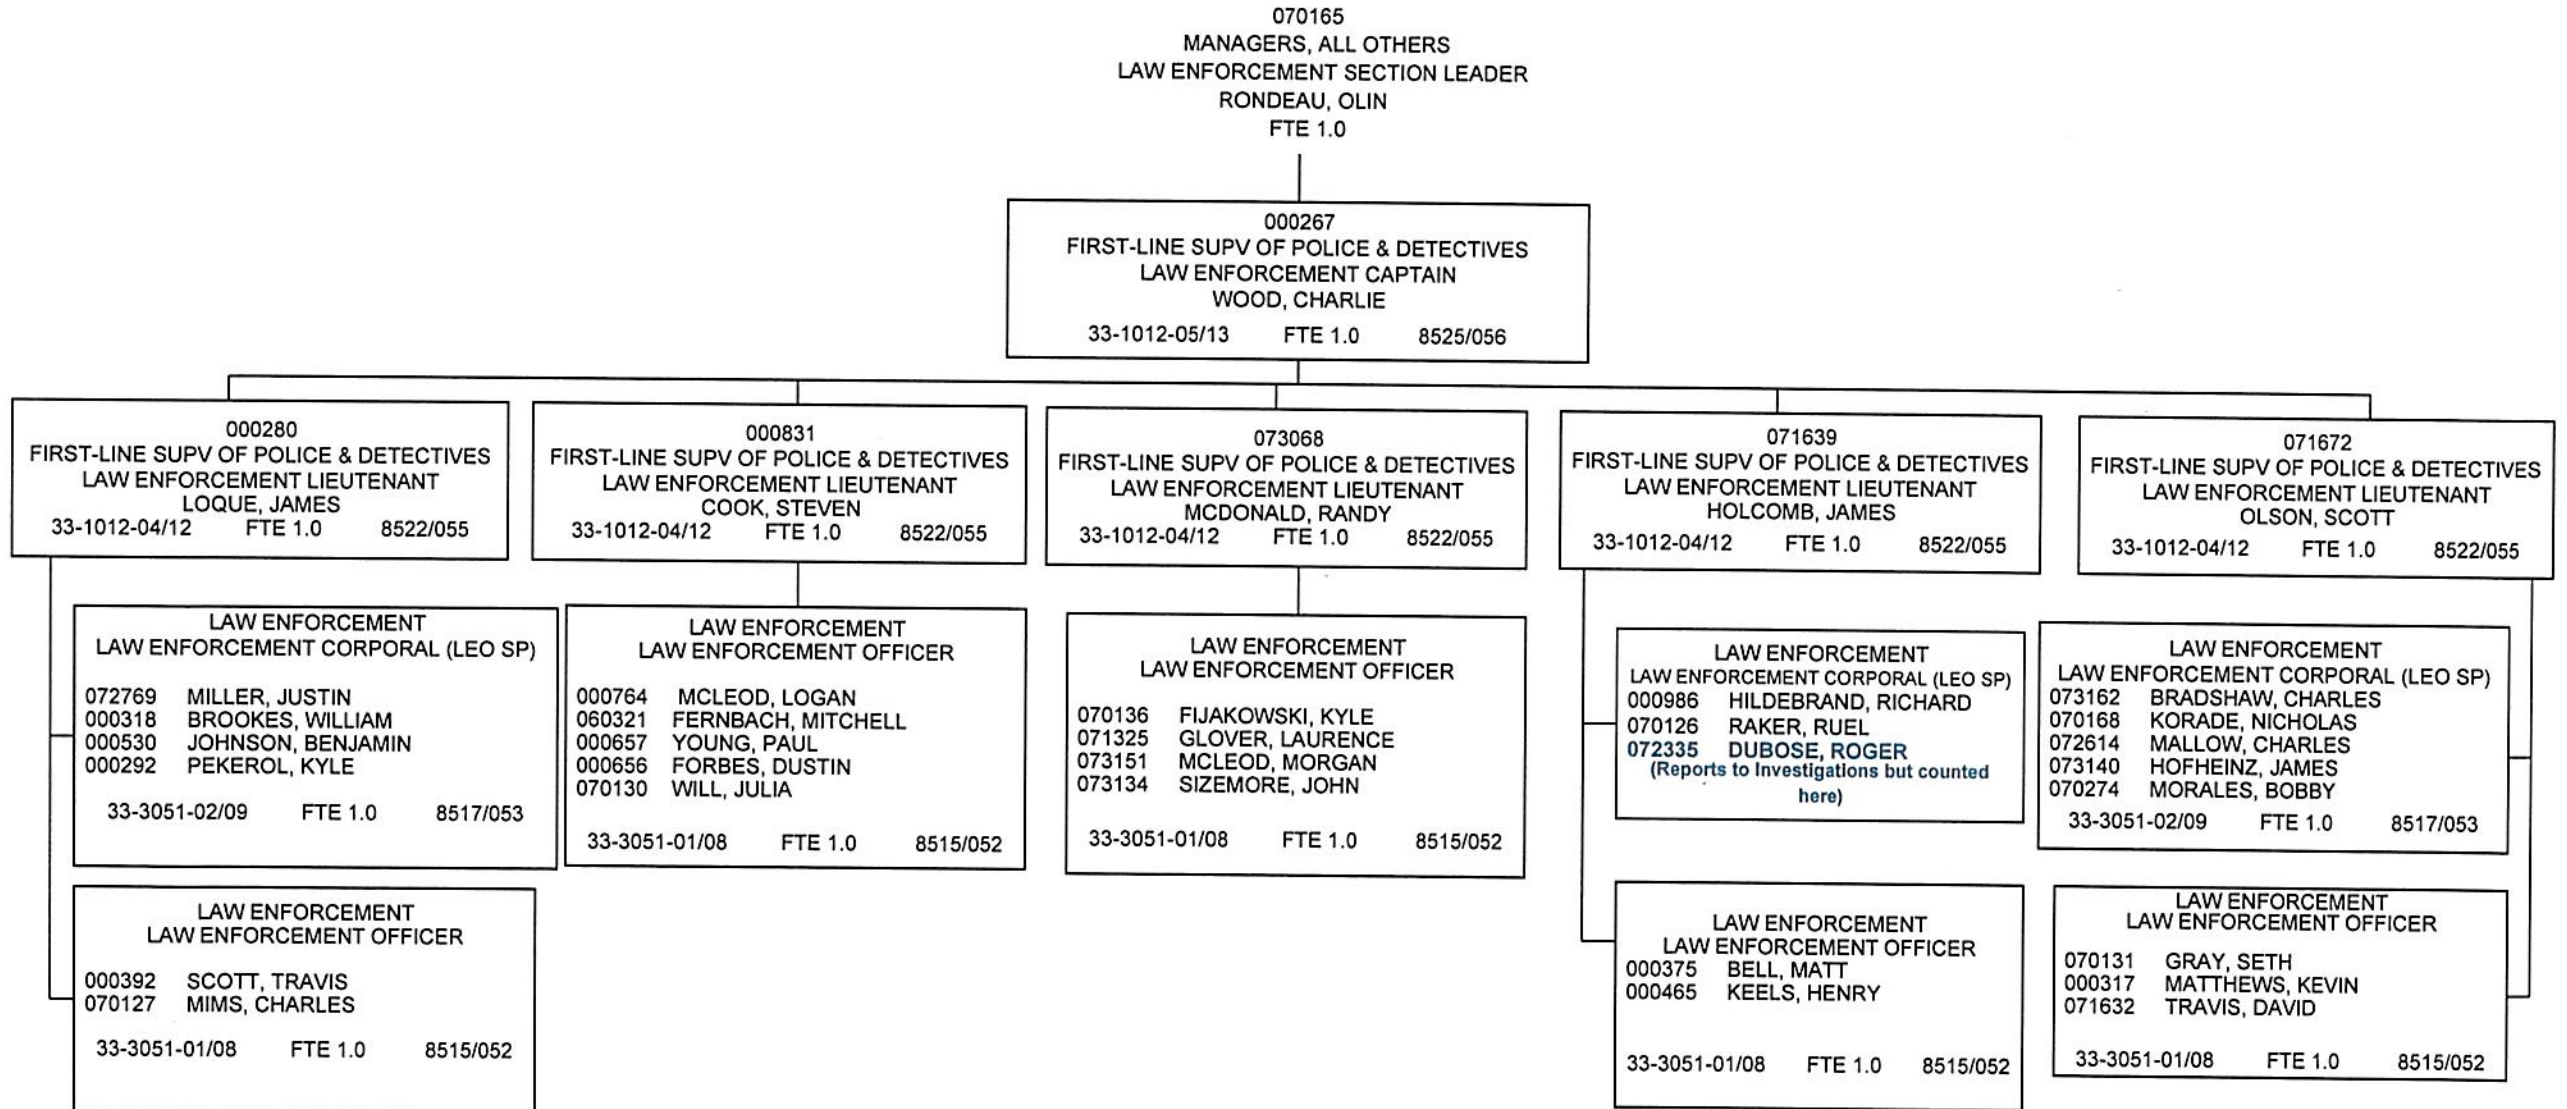 070165
MANAGERS, ALL OTHERS
LAW ENFORCEMENT SECTION LEADER
RONDEAU, OLIN
FTE 1.0
000267
FIRST-LINE SUPV OF POLICE & DETECTIVES
LAW ENFORCEMENT CAPTAIN
WOOD, CHARLIE
33-1012-05/13 FTE 1.0 8525/056
000280
FIRST-LINE SUPV OF POLICE & DETECTIVES
LAW ENFORCEMENT LIEUTENANT
LOQUE, JAMES
33-1012-04/12 FTE 1.0 8522/055
000831
FIRST-LINE SUPV OF POLICE & DETECTIVES
LAW ENFORCEMENT LIEUTENANT
COOK, STEVEN
33-1012-04/12 FTE 1.0 8522/055
073068
FIRST-LINE SUPV OF POLICE & DETECTIVES
LAW ENFORCEMENT LIEUTENANT
MCDONALD, RANDY
33-1012-04/12 FTE 1.0 8522/055
071639
FIRST-LINE SUPV OF POLICE & DETECTIVES
LAW ENFORCEMENT LIEUTENANT
HOLCOMB, JAMES
33-1012-04/12 FTE 1.0 8522/055
071672
FIRST-LINE SUPV OF POLICE & DETECTIVES
LAW ENFORCEMENT LIEUTENANT
OLSON, SCOTT
33-1012-04/12 FTE 1.0 8522/055
LAW ENFORCEMENT
LAW ENFORCEMENT CORPORAL (LEO SP)
072769 MILLER, JUSTIN
000318 BROOKES, WILLIAM
000530 JOHNSON, BENJAMIN
000292 PEKEROL, KYLE
33-3051-02/09 FTE 1.0 8517/053
LAW ENFORCEMENT
LAW ENFORCEMENT OFFICER
000764 MCLEOD, LOGAN
060321 FERNBACH, MITCHELL
000657 YOUNG, PAUL
000656 FORBES, DUSTIN
070130 WILL, JULIA
33-3051-01/08 FTE 1.0 8515/052
LAW ENFORCEMENT
LAW ENFORCEMENT OFFICER
070136 FIJAKOWSKI, KYLE
071325 GLOVER, LAURENCE
073151 MCLEOD, MORGAN
073134 SIZEMORE, JOHN
33-3051-01/08 FTE 1.0 8515/052
LAW ENFORCEMENT
LAW ENFORCEMENT CORPORAL (LEO SP)
000986 HILDEBRAND, RICHARD
070126 RAKER, RUEL
072335 DUBOSE, ROGER
(Reports to Investigations but counted
here)
LAW ENFORCEMENT
LAW ENFORCEMENT CORPORAL (LEO SP)
073162 BRADSHAW, CHARLES
070168 KORADE, NICHOLAS
072614 MALLOW, CHARLES
073140 HOFHEINZ, JAMES
070274 MORALES, BOBBY
33-3051-02/09 FTE 1.0 8517/053
LAW ENFORCEMENT
LAW ENFORCEMENT OFFICER
000392 SCOTT, TRAVIS
070127 MIMS, CHARLES
33-3051-01/08 FTE 1.0 8515/052
LAW ENFORCEMENT
LAW ENFORCEMENT OFFICER
000375 BELL, MATT
000465 KEELS, HENRY
33-3051-01/08 FTE 1.0 8515/052
LAW ENFORCEMENT
LAW ENFORCEMENT OFFICER
070131 GRAY, SETH
000317 MATTHEWS, KEVIN
071632 TRAVIS, DAVID
33-3051-01/08 FTE 1.0 8515/052